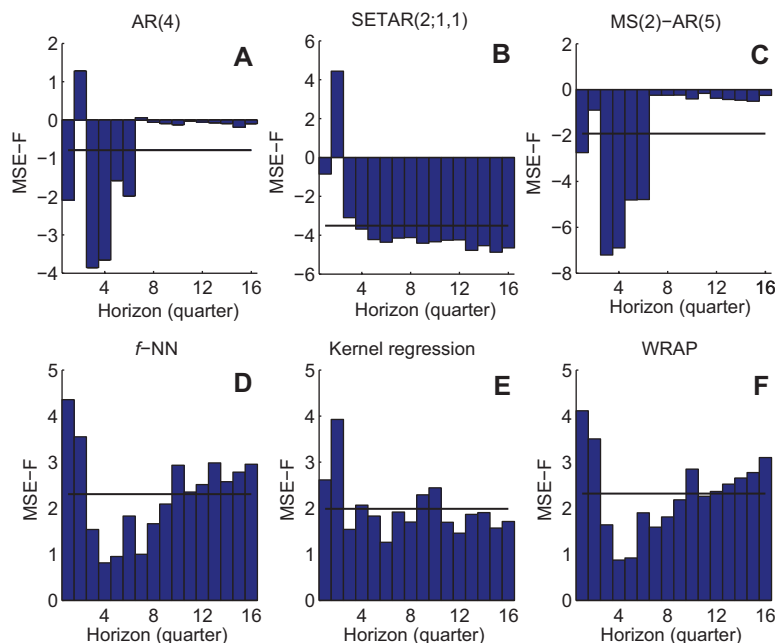 AR(4)
SETAR(2;1,1)
MS(2)−AR(5)
A
B
C
MSE−F
2
1
0
−1
−2
−3
−4
4 8 12 16
Horizon (quarter)
MSE−F
6
4
2
0
−2
−4
−6
4 8 12 16
Horizon (quarter)
MSE−F
2
0
−2
−4
−6
−8
4 8 12 16
Horizon (quarter)
f−NN
Kernel regression
WRAP
D
E
F
MSE−F
5
4
3
2
1
0
4 8 12 16
Horizon (quarter)
MSE−F
5
4
3
2
1
0
4 8 12 16
Horizon (quarter)
MSE−F
5
4
3
2
1
0
4 8 12 16
Horizon (quarter)